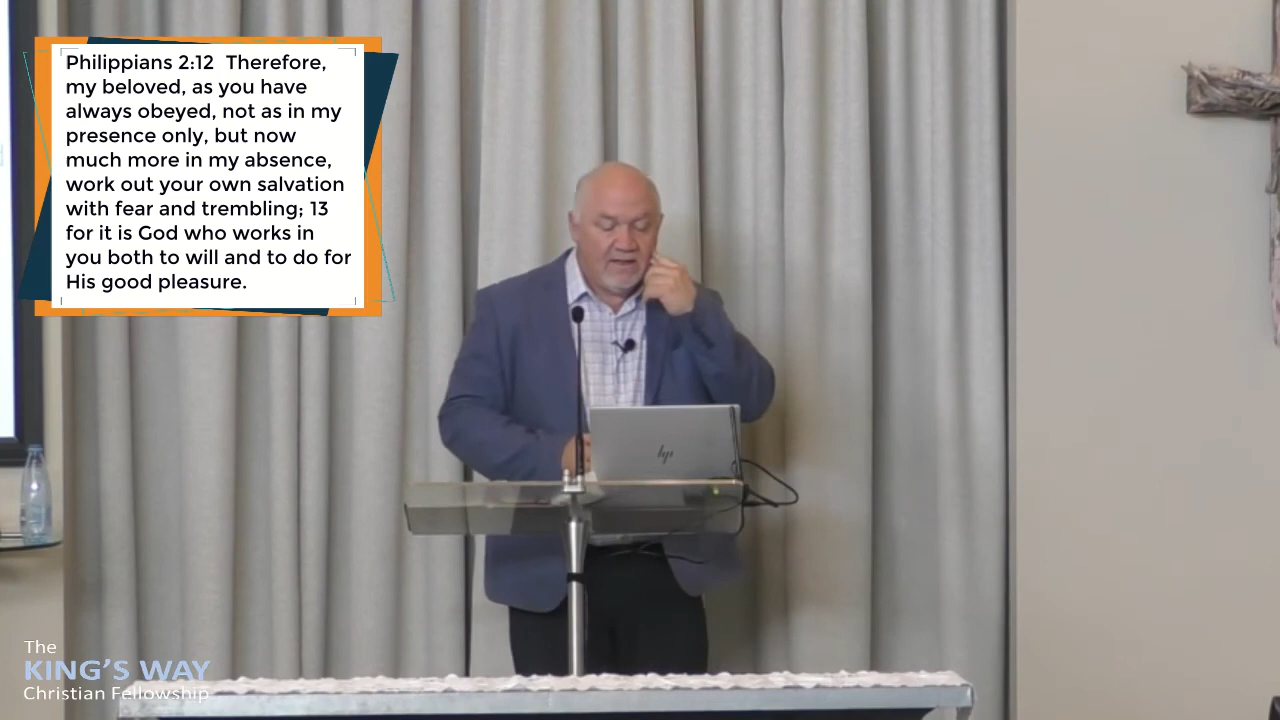 Philippians 2:12  Therefore,
my beloved, as you have
always obeyed, not as in my
presence only, but now
much more in my absence,
work out your own salvation
with fear and trembling; 13
for it is God who works in
you both to will and to do for
His good pleasure.
hp
The
KING'S WAY
Christian Fellowship